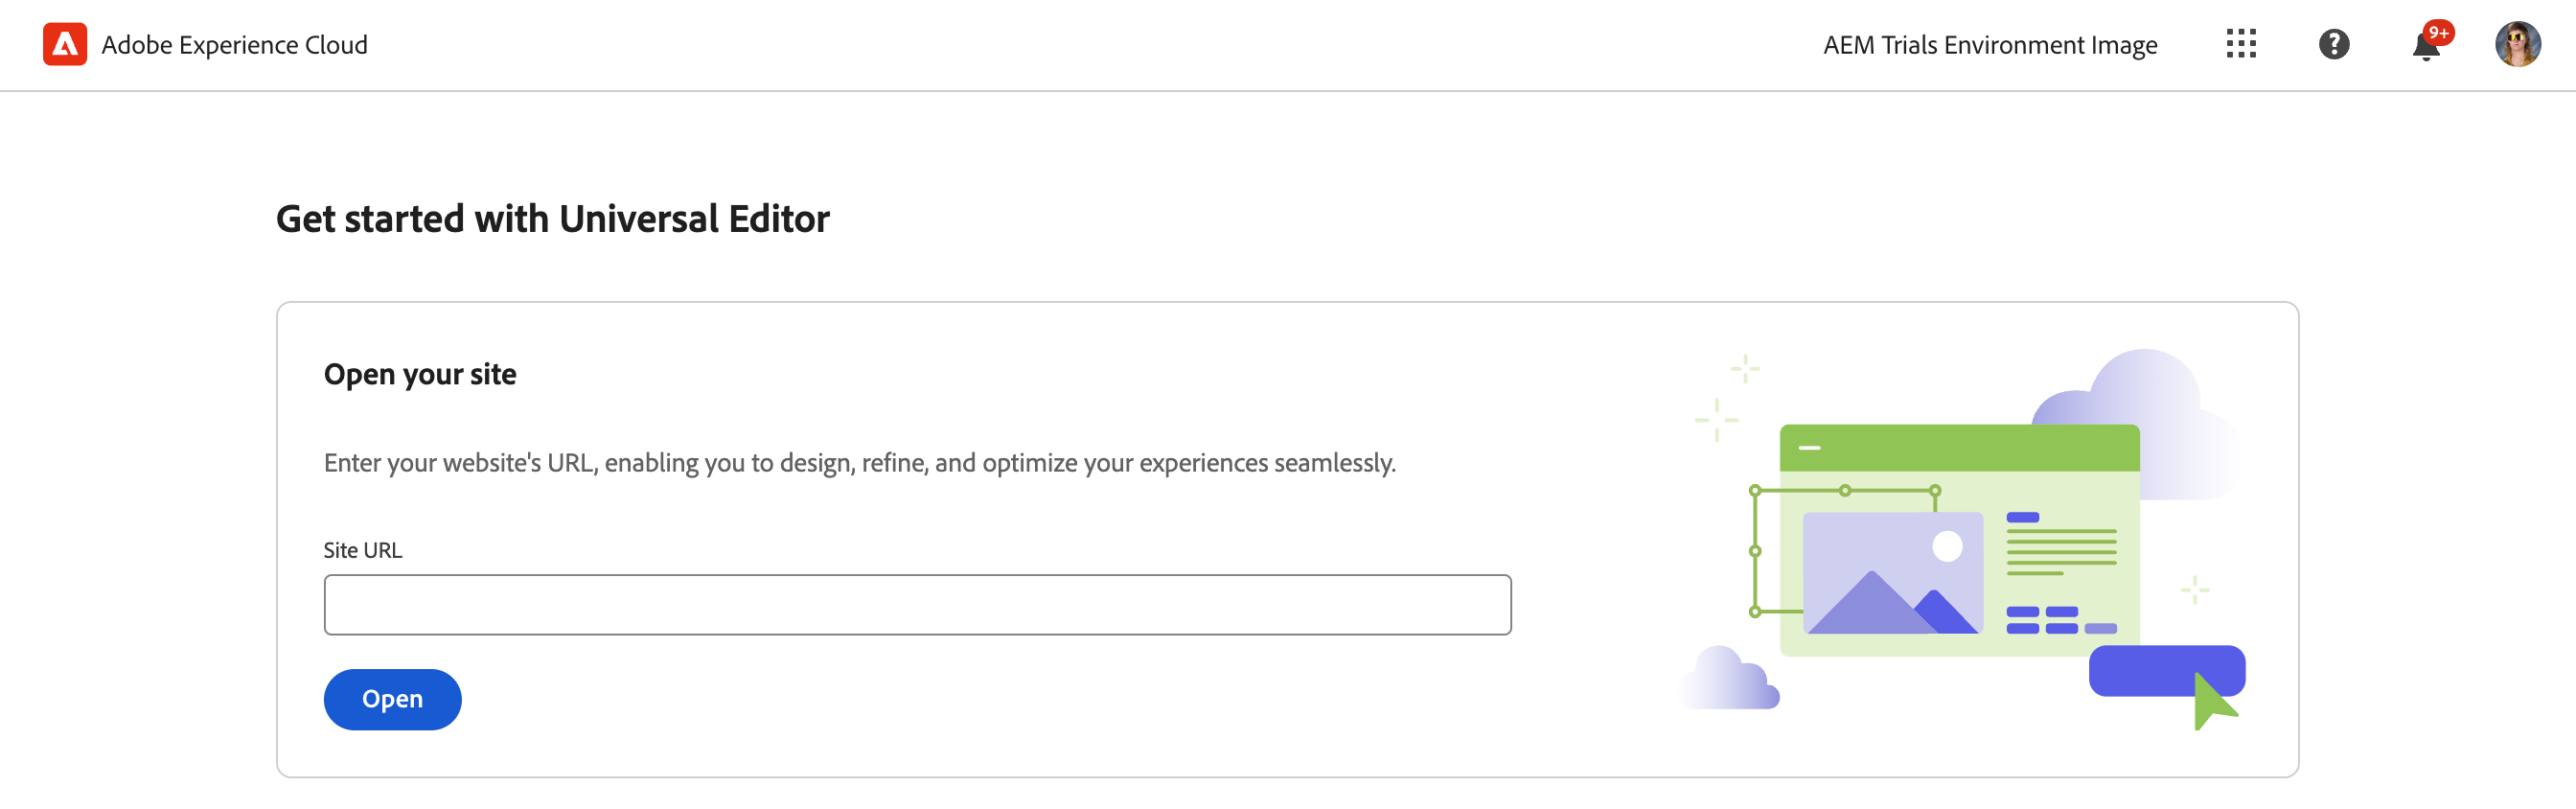 Adobe Experience Cloud
AEM Trials Environment Image
9+
Get started with Universal Editor
Open your site
Enter your website's URL, enabling you to design, refine, and optimize your experiences seamlessly.
Site URL
Open